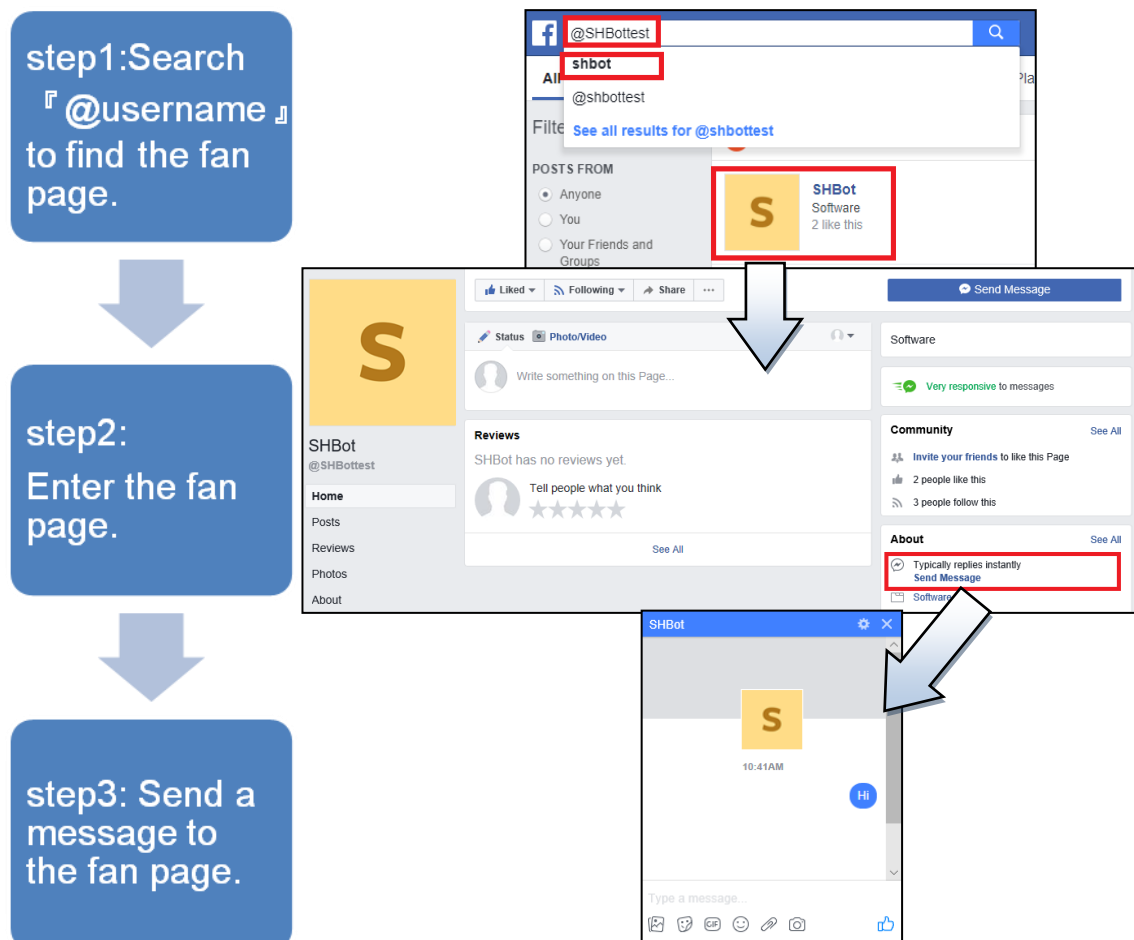 step1:Search
『@username』
to find the fan
page.
step2:
Enter the fan
page.
step3: Send a
message to
the fan page.
@SHBottest
shbot
@shbottest
See all results for @shbottest
All
Pla
Filte
POSTS FROM
Anyone
You
Your Friends and
Groups
SHBot
Software
2 like this
S
SHBot
@SHBottest
Home
Posts
Reviews
Photos
About
Liked
Following
Share
Send Message
Status
Photo/Video
Write something on this Page...
Reviews
SHBot has no reviews yet.
Tell people what you think
See All
Software
Very responsive to messages
Community
See All
Invite your friends to like this Page
2 people like this
3 people follow this
About
See All
Typically replies instantly
Send Message
Software
SHBot
S
10:41AM
Hi
Type a message...
GIF